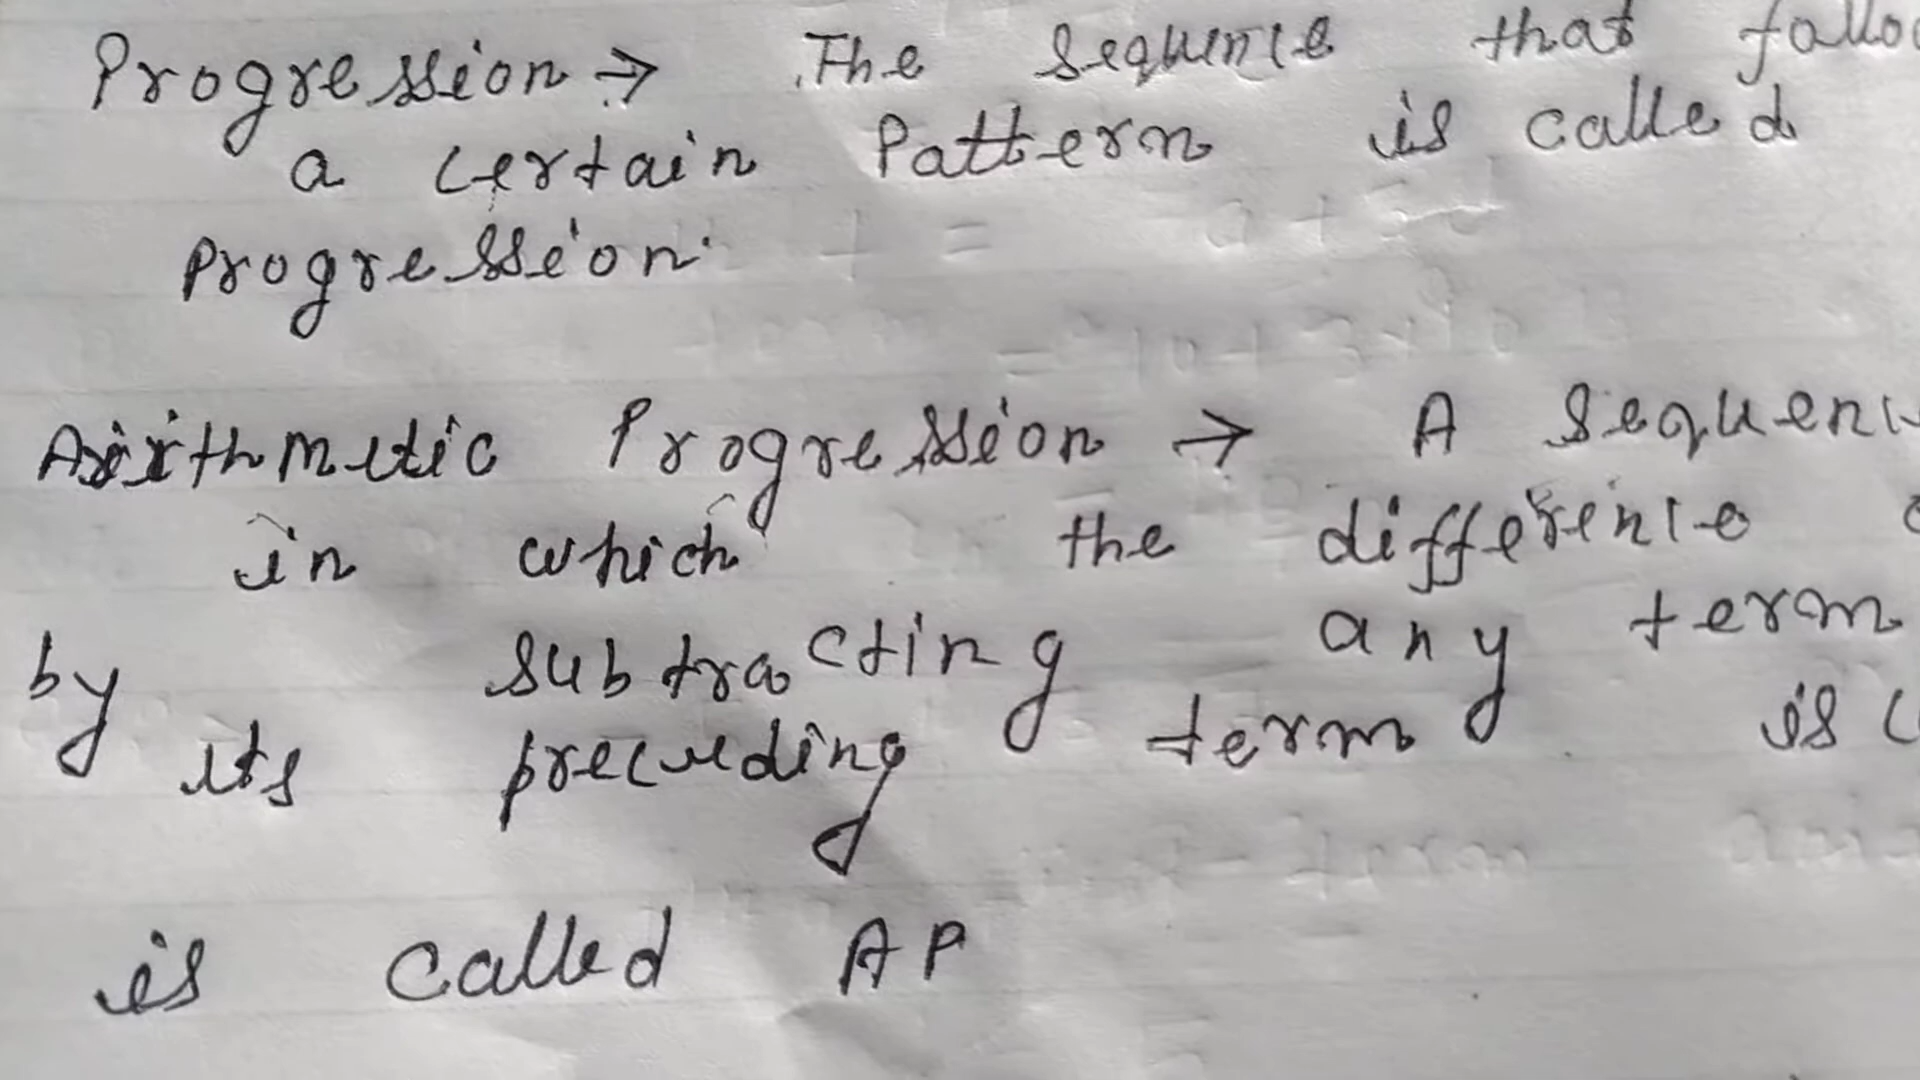 Progression → The Sequence that follo
a certain Pattern is called
Progression.
Arithmetic Progression → A Sequenc
in which the difference
by subtracting any term
its preceding term is c
is called AP